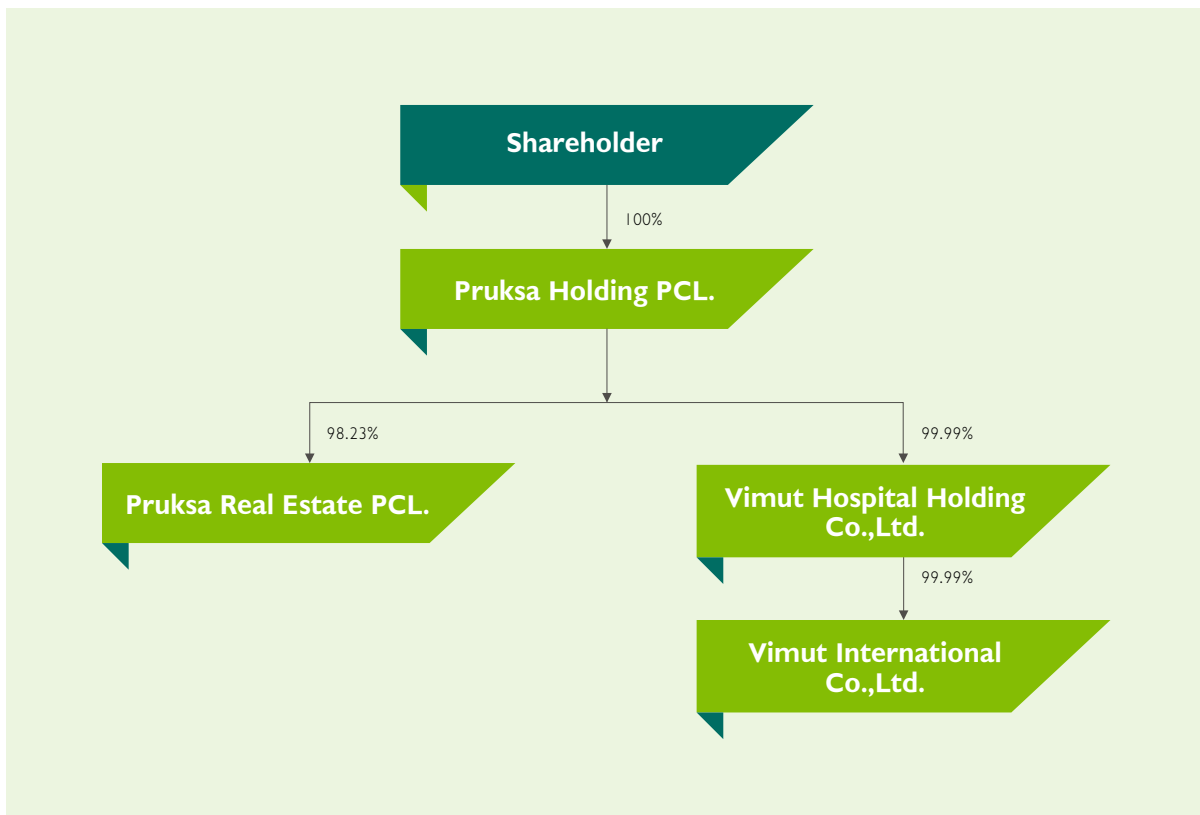 Shareholder
100%
Pruksa Holding PCL.
98.23%
99.99%
Pruksa Real Estate PCL.
Vimut Hospital Holding
Co.,Ltd.
99.99%
Vimut International
Co.,Ltd.